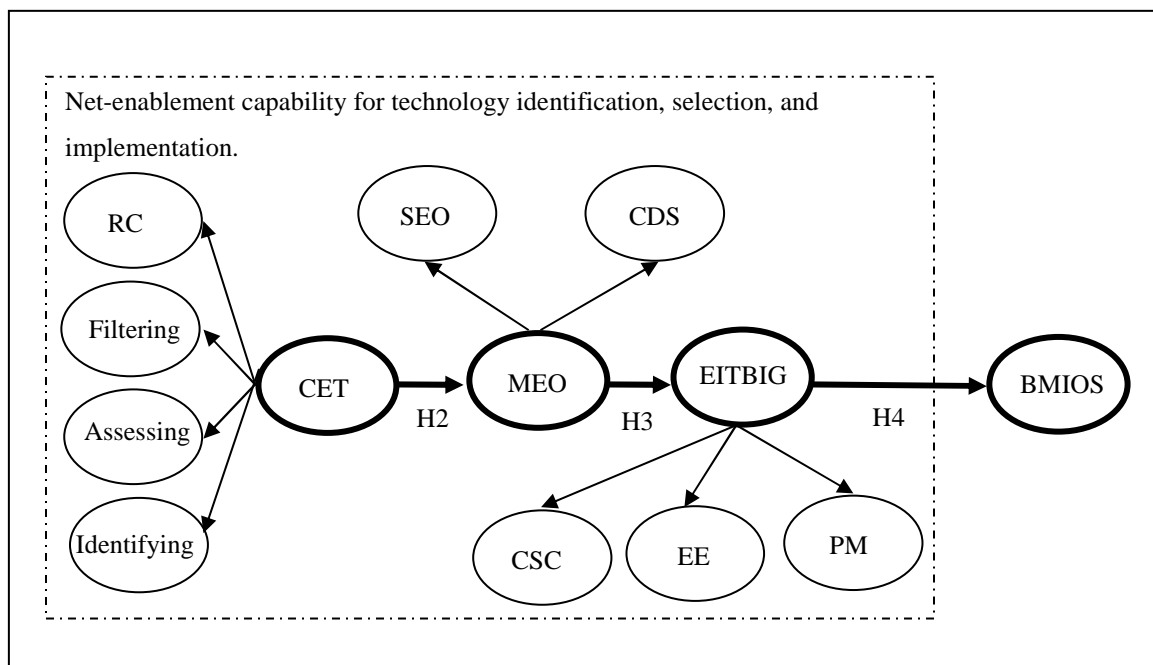 Net-enablement capability for technology identification, selection, and
implementation.
RC
SEO
CDS
Filtering
CET
MEO
EITBIG
BMIOS
H2
H3
H4
Assessing
Identifying
CSC
EE
PM